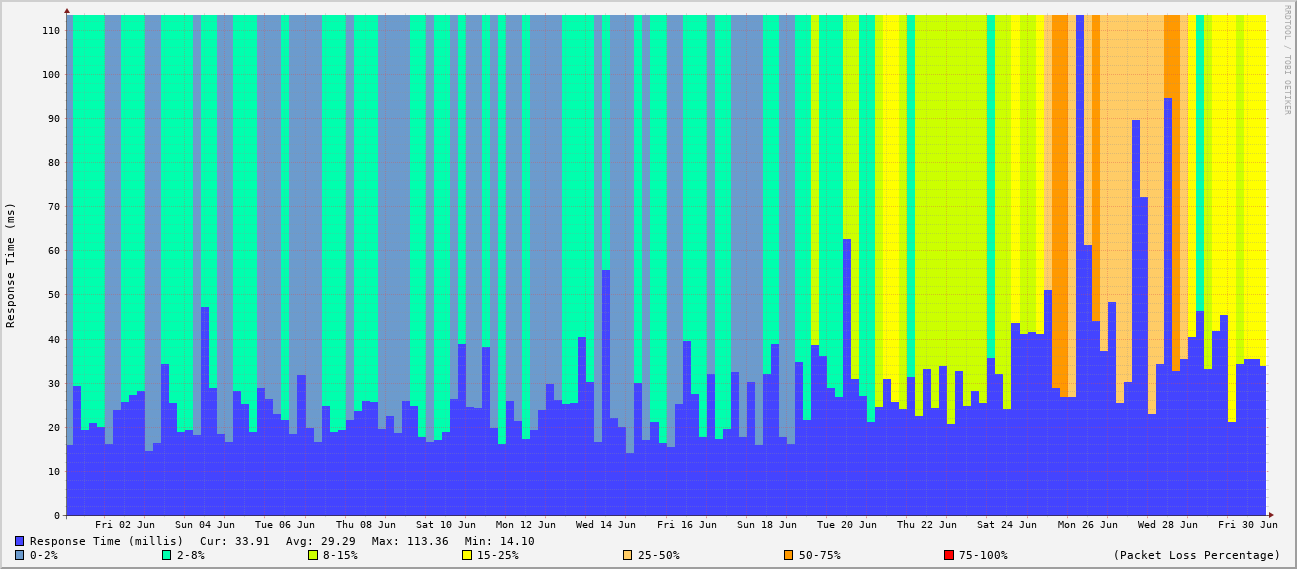 RRDTOOL / TOBI OETIKER
Response Time (ms)
110
100
90
80
70
60
50
40
30
20
10
0
Fri 02 Jun Sun 04 Jun Tue 06 Jun Thu 08 Jun Sat 10 Jun Mon 12 Jun Wed 14 Jun Fri 16 Jun Sun 18 Jun Tue 20 Jun Thu 22 Jun Sat 24 Jun Mon 26 Jun Wed 28 Jun Fri 30 Jun
Response Time (millis) Cur: 33.91 Avg: 29.29 Max: 113.36 Min: 14.10
0-2% 2-8% 8-15% 15-25% 25-50% 50-75% 75-100% (Packet Loss Percentage)